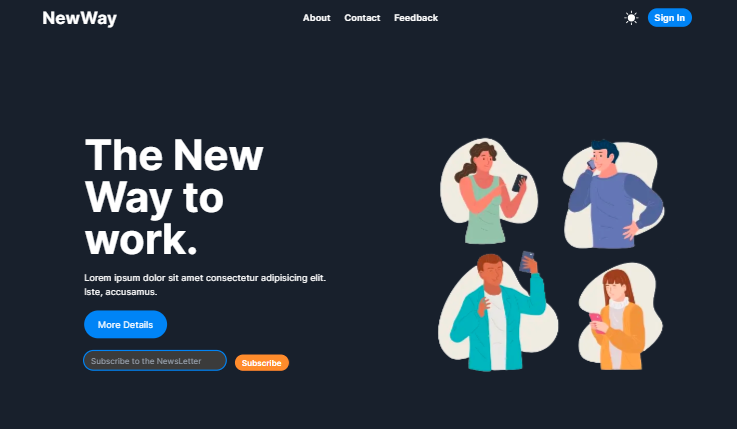 NewWay
About Contact Feedback
Sign In
The New
Way to
work.
Lorem ipsum dolor sit amet consectetur adipisicing elit.
Iste, accusamus.
More Details
Subscribe to the NewsLetter
Subscribe